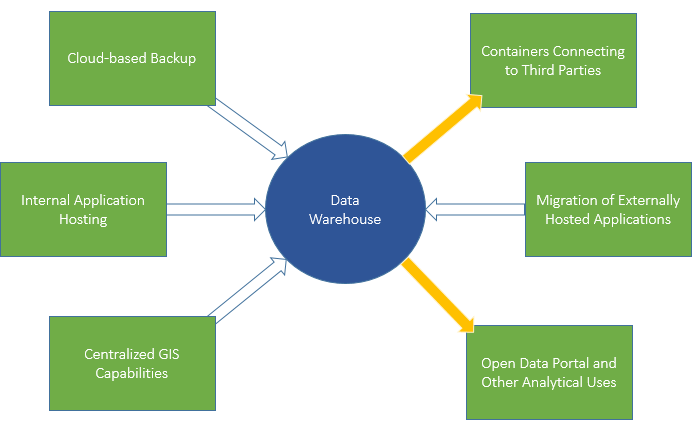 Cloud-based Backup
Containers Connecting
to Third Parties
Internal Application
Hosting
Data
Warehouse
Migration of Externally
Hosted Applications
Centralized GIS
Capabilities
Open Data Portal and
Other Analytical Uses